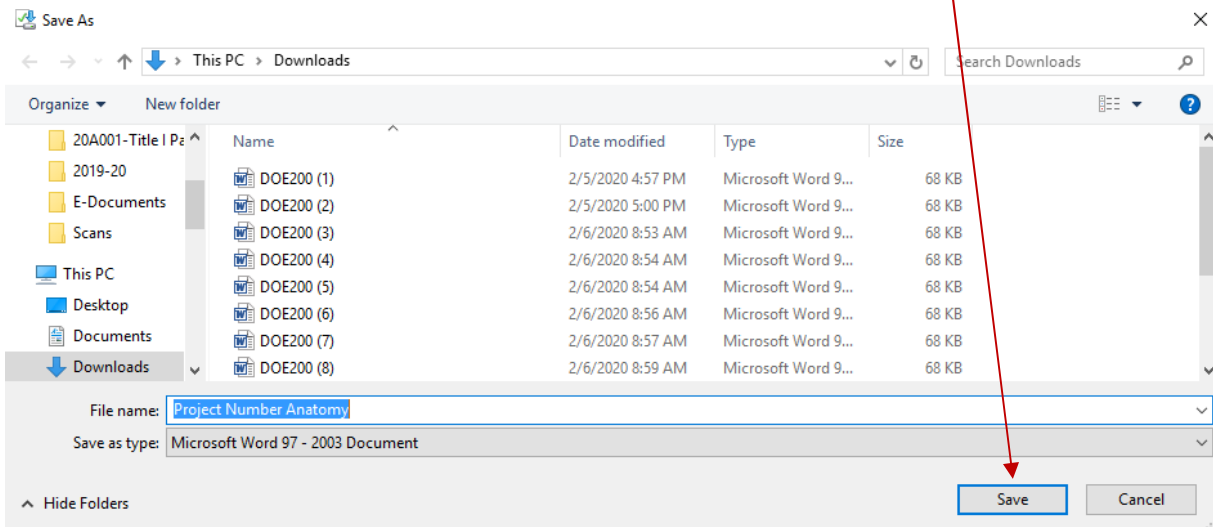 Save As
This PC > Downloads
Search Downloads
Organize
New folder
20A001-Title I Pa
2019-20
E-Documents
Scans
This PC
Desktop
Documents
Downloads
Name Date modified Type Size
DOE200 (1) 2/5/2020 4:57 PM Microsoft Word 9... 68 KB
DOE200 (2) 2/5/2020 5:00 PM Microsoft Word 9... 68 KB
DOE200 (3) 2/6/2020 8:53 AM Microsoft Word 9... 68 KB
DOE200 (4) 2/6/2020 8:54 AM Microsoft Word 9... 68 KB
DOE200 (5) 2/6/2020 8:54 AM Microsoft Word 9... 68 KB
DOE200 (6) 2/6/2020 8:56 AM Microsoft Word 9... 68 KB
DOE200 (7) 2/6/2020 8:57 AM Microsoft Word 9... 68 KB
DOE200 (8) 2/6/2020 8:59 AM Microsoft Word 9... 68 KB
File name: Project Number Anatomy
Save as type: Microsoft Word 97 - 2003 Document
Hide Folders
Save
Cancel